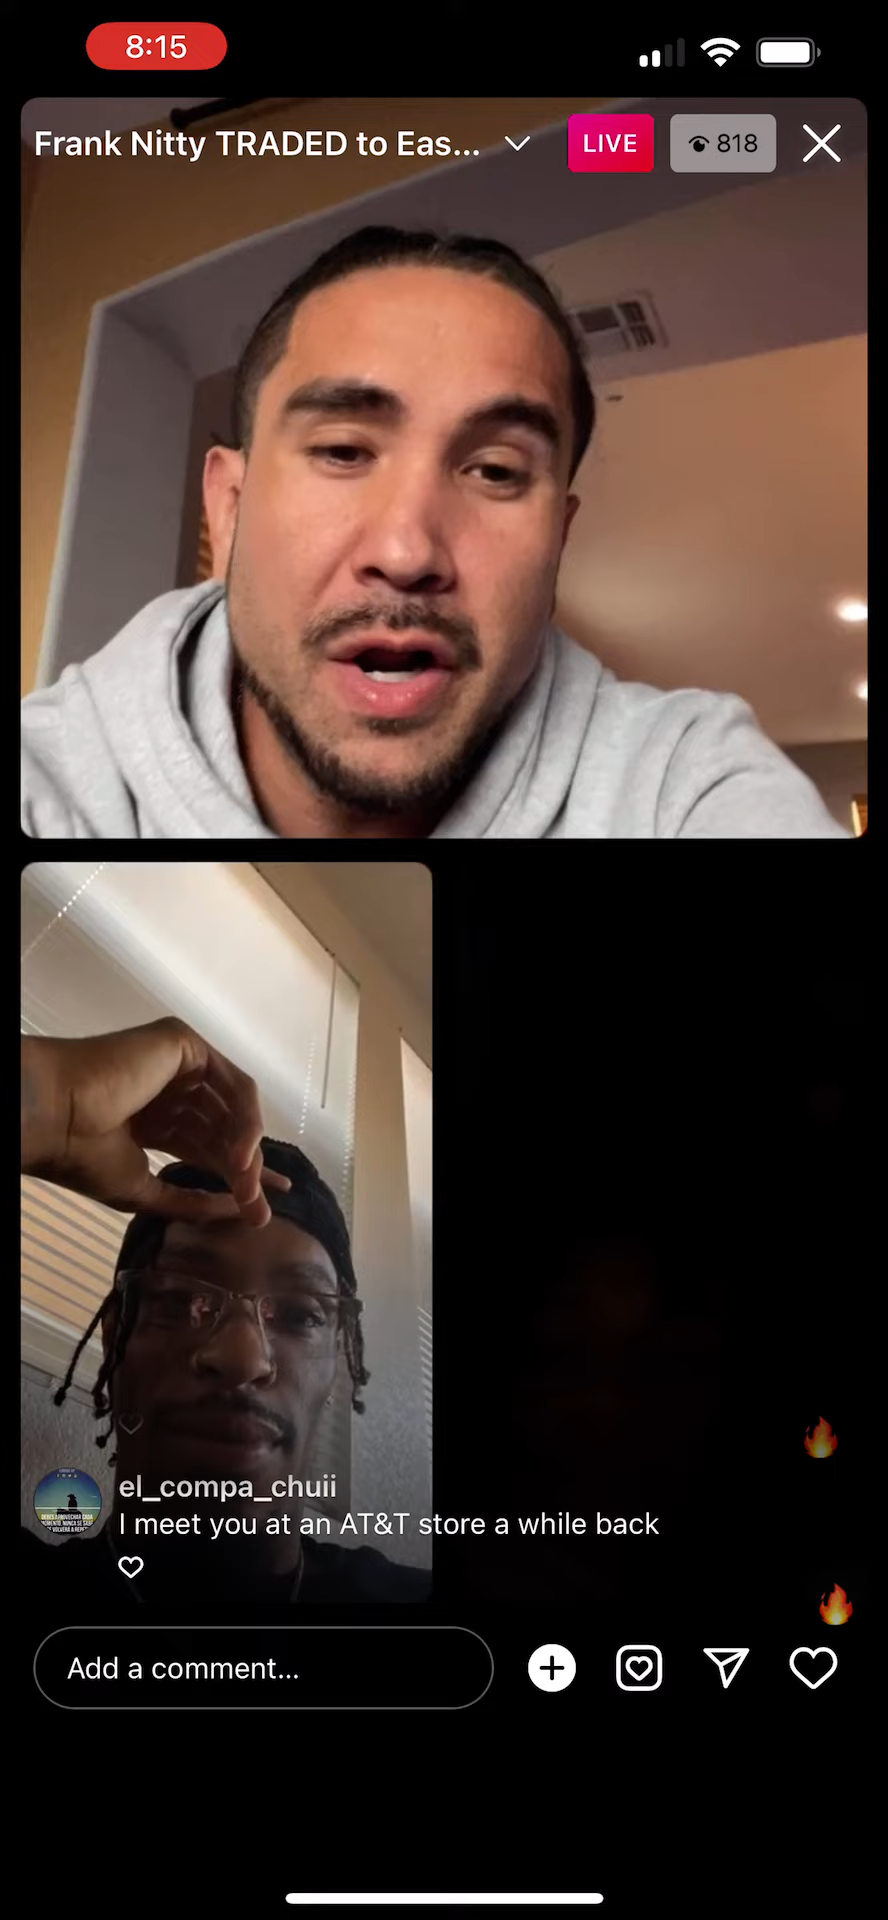 8:15
Frank Nitty TRADED to Eas...
LIVE
818
el_compa_chuii
I meet you at an AT&T store a while back
Add a comment...